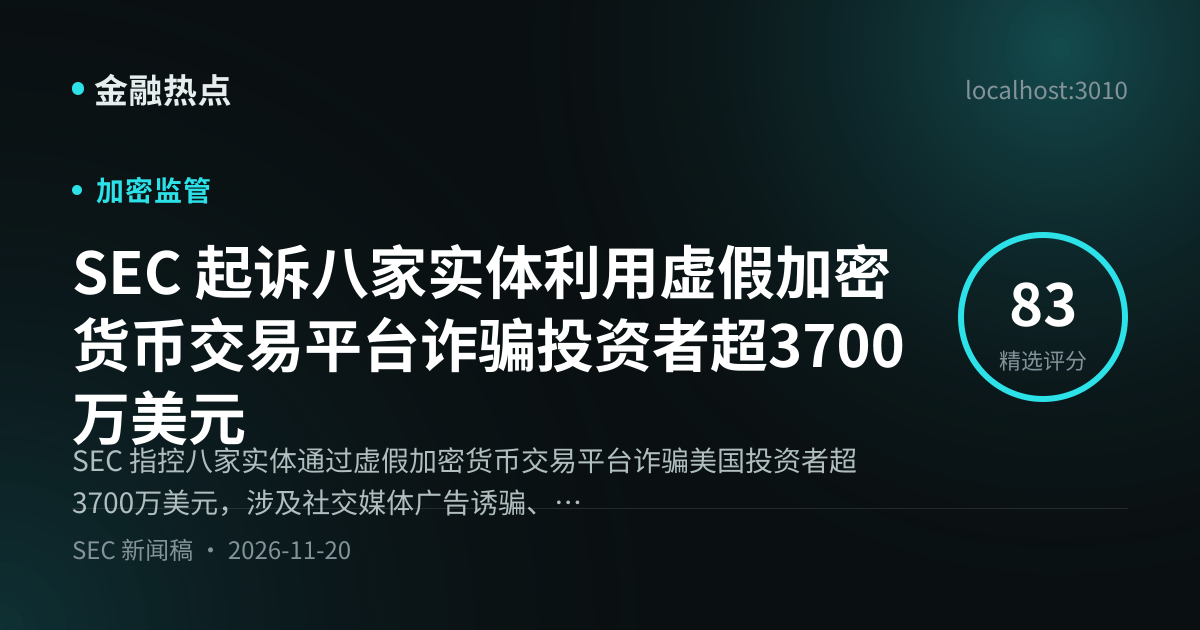 金融热点
localhost:3010
加密监管
SEC 起诉八家实体利用虚假加密
货币交易平台诈骗投资者超3700
万美元
83
精选评分
SEC 指控八家实体通过虚假加密货币交易平台诈骗美国投资者超
3700万美元，涉及社交媒体广告诱骗、…
SEC 新闻稿 · 2026-11-20